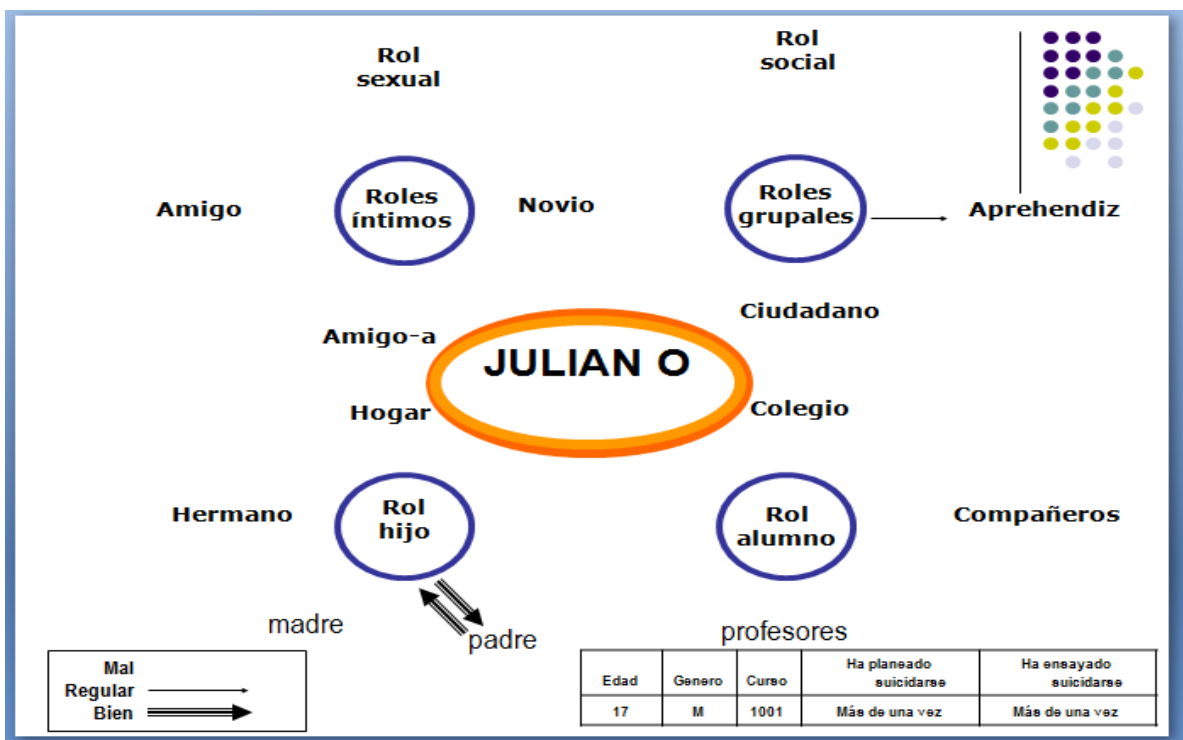 Rol
sexual
Rol
social
Amigo
Roles
íntimos
Novio
Roles
grupales
Aprehendiz
Amigo-a
Ciudadano
JULIAN O
Hogar
Colegio
Hermano
Rol
hijo
Rol
alumno
Compañeros
madre
padre
profesores
Mal
Regular
Bien
Edad
Genero
Curso
Ha planeado
suicidarse
Ha ensayado
suicidarse
17
M
1001
Más de una vez
Más de una vez